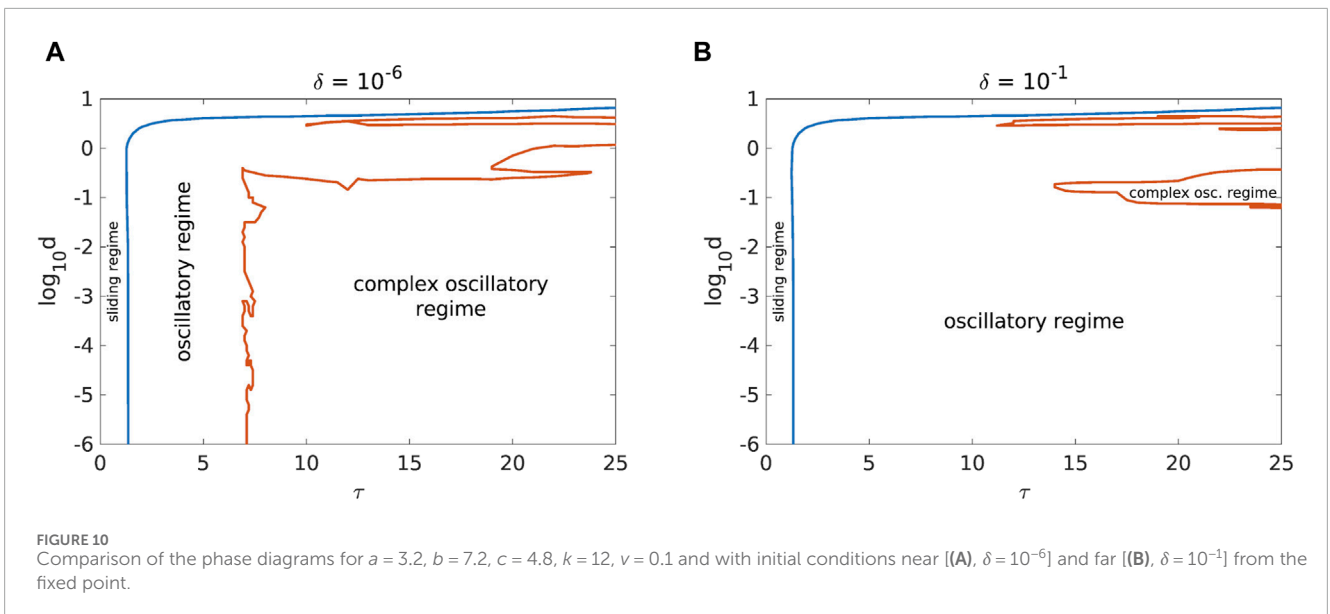 A
δ = 10⁻⁶
1
0
-1
-2
-3
-4
-5
-6
log₁₀d
sliding regime
oscillatory regime
complex oscillatory
regime
0 5 10 15 20 25
τ
B
δ = 10⁻¹
1
0
-1
-2
-3
-4
-5
-6
log₁₀d
sliding regime
complex osc. regime
oscillatory regime
0 5 10 15 20 25
τ
FIGURE 10
Comparison of the phase diagrams for a = 3.2, b = 7.2, c = 4.8, k = 12, v = 0.1 and with initial conditions near [(A), δ = 10⁻⁶] and far [(B), δ = 10⁻¹] from the
fixed point.